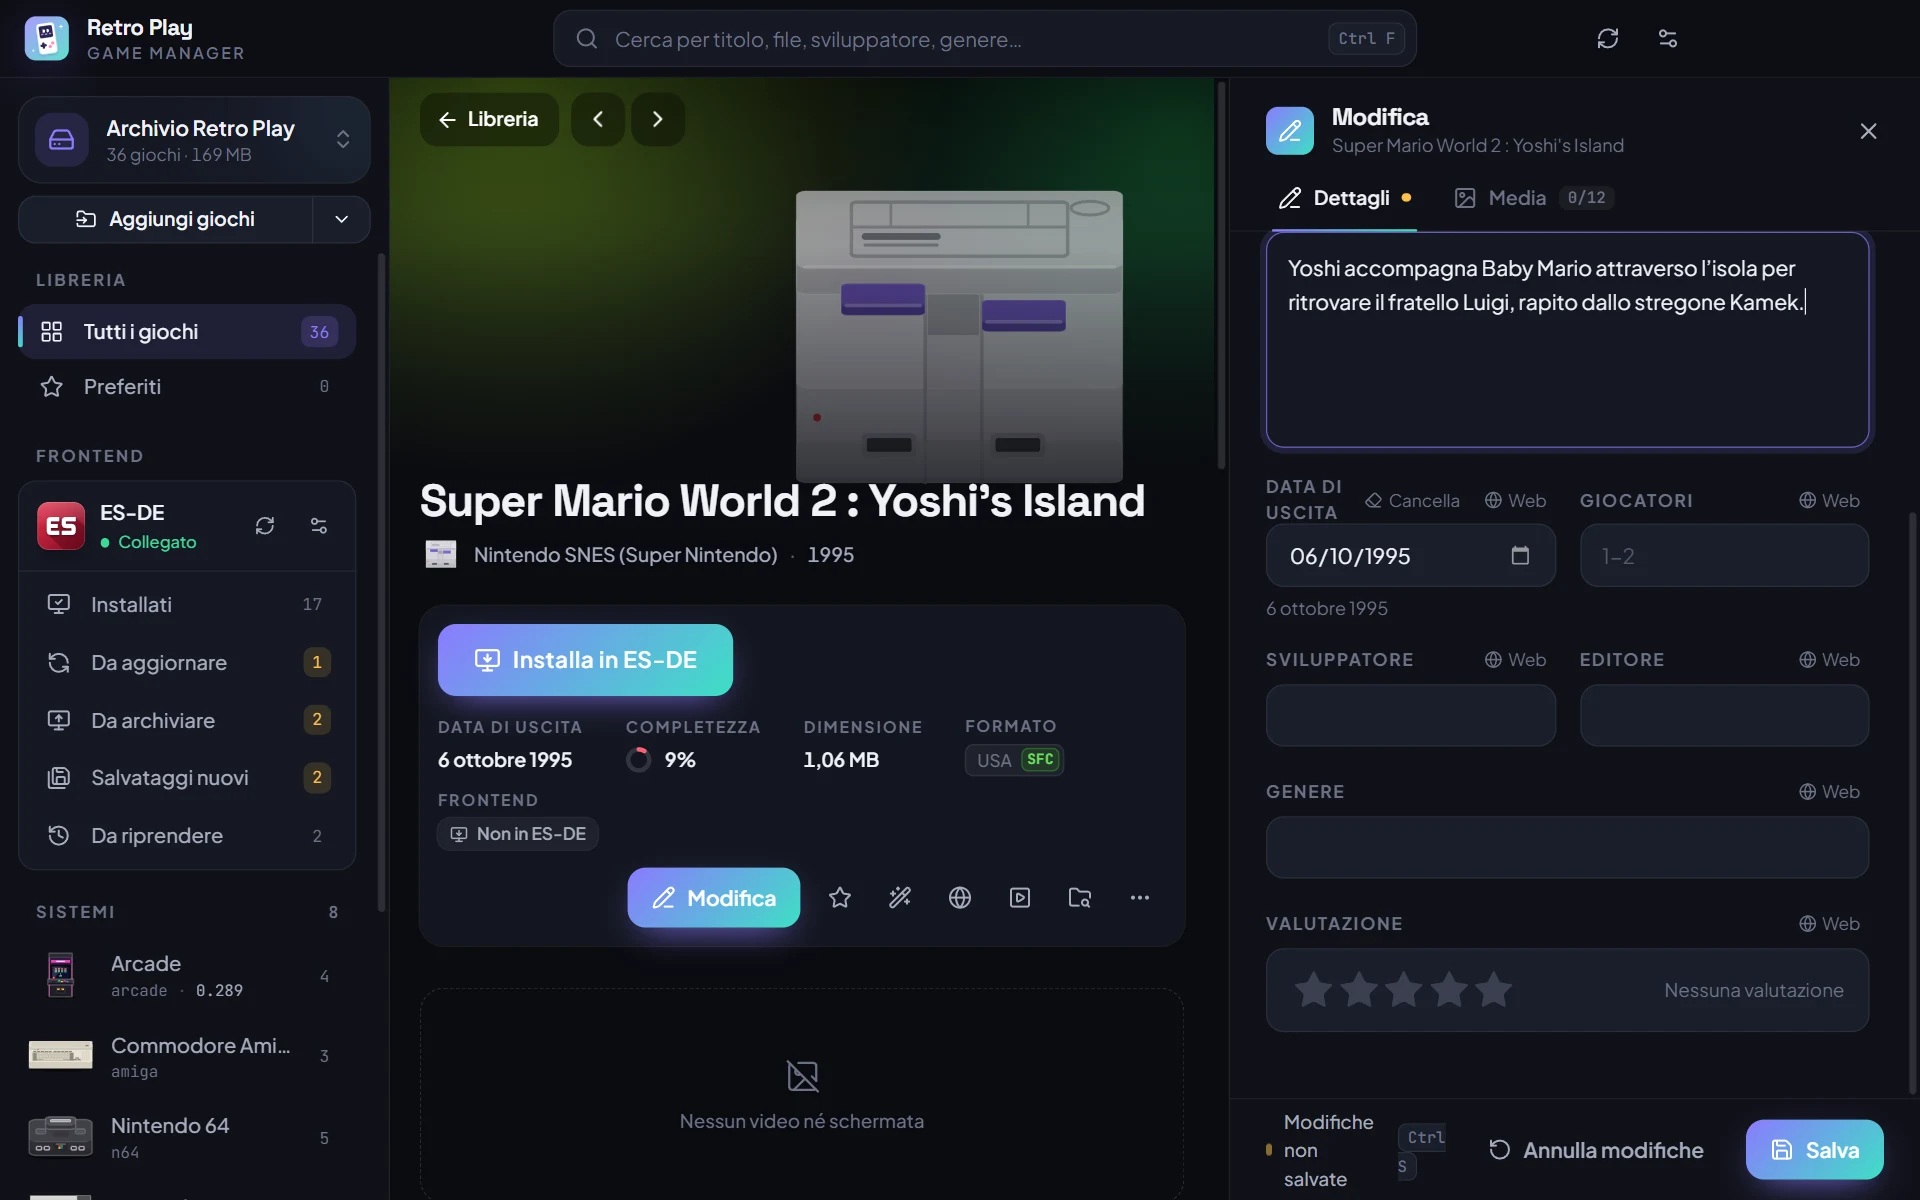 Retro Play
GAME MANAGER
Cerca per titolo, file, sviluppatore, genere…
Ctrl F
Archivio Retro Play
36 giochi · 169 MB
Aggiungi giochi
LIBRERIA
Tutti i giochi
36
Preferiti
0
FRONTEND
ES
ES-DE
Collegato
Installati
17
Da aggiornare
1
Da archiviare
2
Salvataggi nuovi
2
Da riprendere
2
SISTEMI
8
Arcade
arcade · 0.289
4
Commodore Ami…
amiga
3
Nintendo 64
n64
5
Libreria
Super Mario World 2 : Yoshi’s Island
Nintendo SNES (Super Nintendo) · 1995
Installa in ES-DE
DATA DI USCITA
6 ottobre 1995
COMPLETEZZA
9%
DIMENSIONE
1,06 MB
FORMATO
USA SFC
FRONTEND
Non in ES-DE
Modifica
Nessun video né schermata
Modifica
Super Mario World 2 : Yoshi’s Island
Dettagli
Media
0/12
Yoshi accompagna Baby Mario attraverso l’isola per
ritrovare il fratello Luigi, rapito dallo stregone Kamek.
DATA DI
USCITA
Cancella
Web
06/10/1995
6 ottobre 1995
GIOCATORI
Web
1–2
SVILUPPATORE
Web
EDITORE
Web
GENERE
Web
VALUTAZIONE
Web
Nessuna valutazione
Modifiche
non
salvate
Ctrl
S
Annulla modifiche
Salva